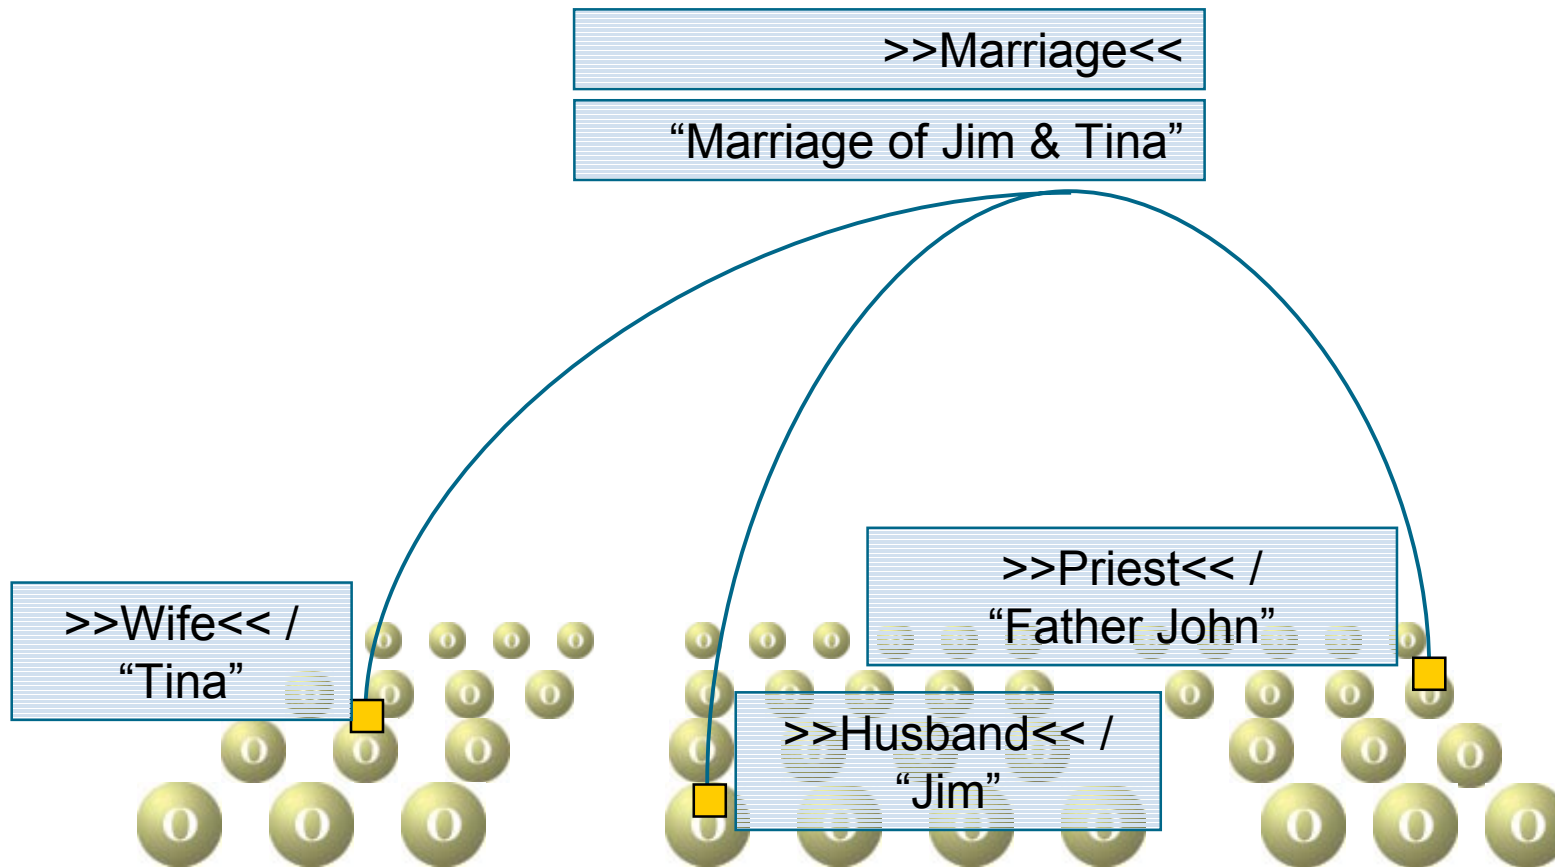 >>Marriage<<
“Marriage of Jim & Tina”
>>Wife<< /
“Tina”
>>Priest<< /
“Father John”
>>Husband<< /
“Jim”
O O O O O O O O O O O O O O O O O
O O O O O O O O O O O O O
O O O O O O O O O O
O O O O O O O O O O